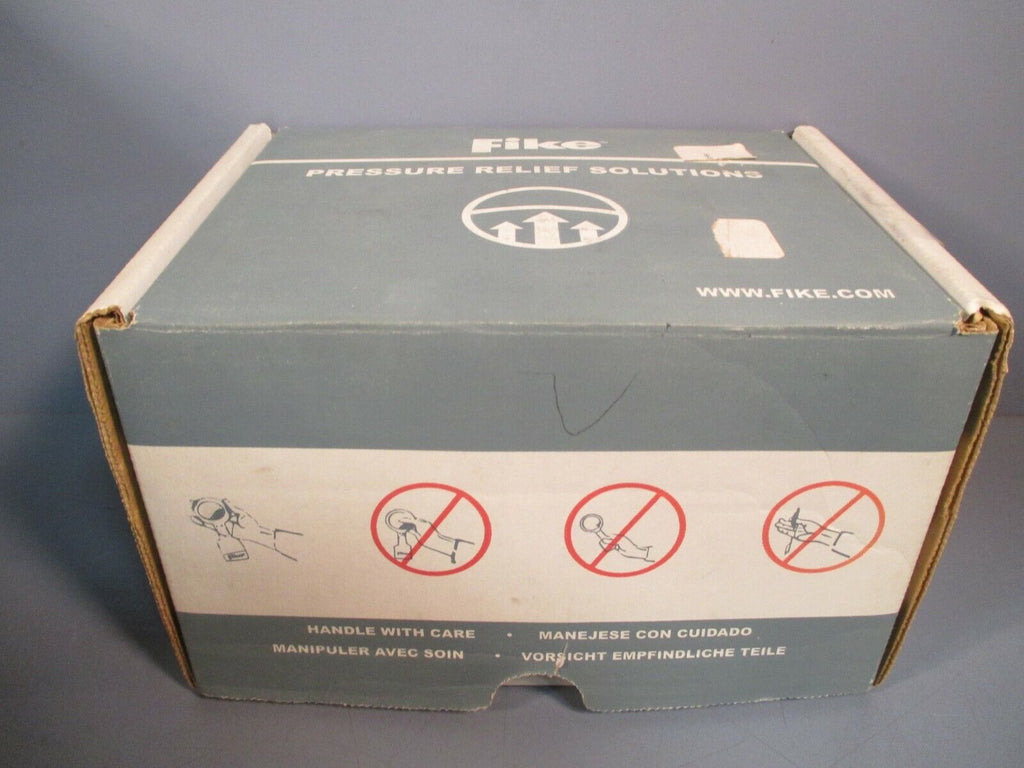 Fike
PRESSURE RELIEF SOLUTIONS
WWW.FIKE.COM
HANDLE WITH CARE • MANEJESE CON CUIDADO
MANIPULER AVEC SOIN • VORSICHT EMPFINDLICHE TEILE